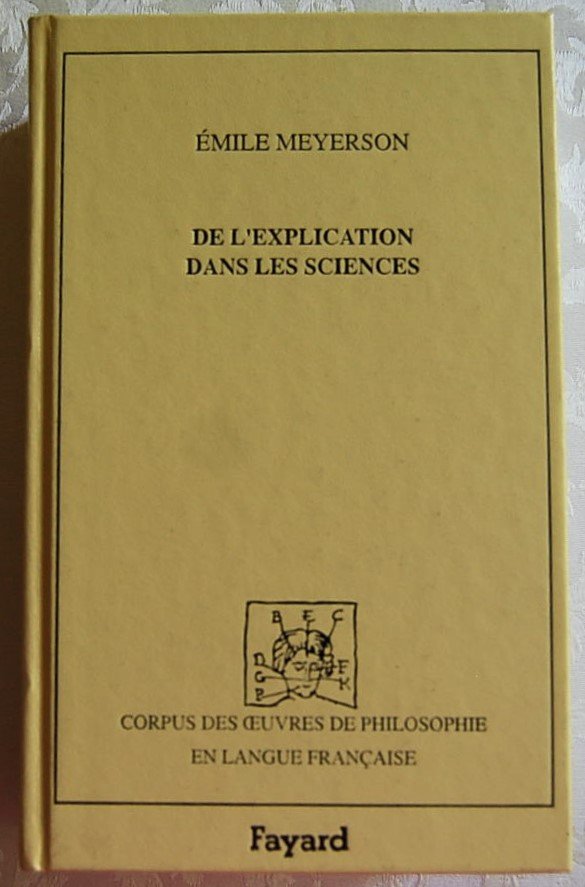 ÉMILE MEYERSON
DE L'EXPLICATION
DANS LES SCIENCES
B E C
D F
G K
P
CORPUS DES ŒUVRES DE PHILOSOPHIE
EN LANGUE FRANÇAISE
Fayard